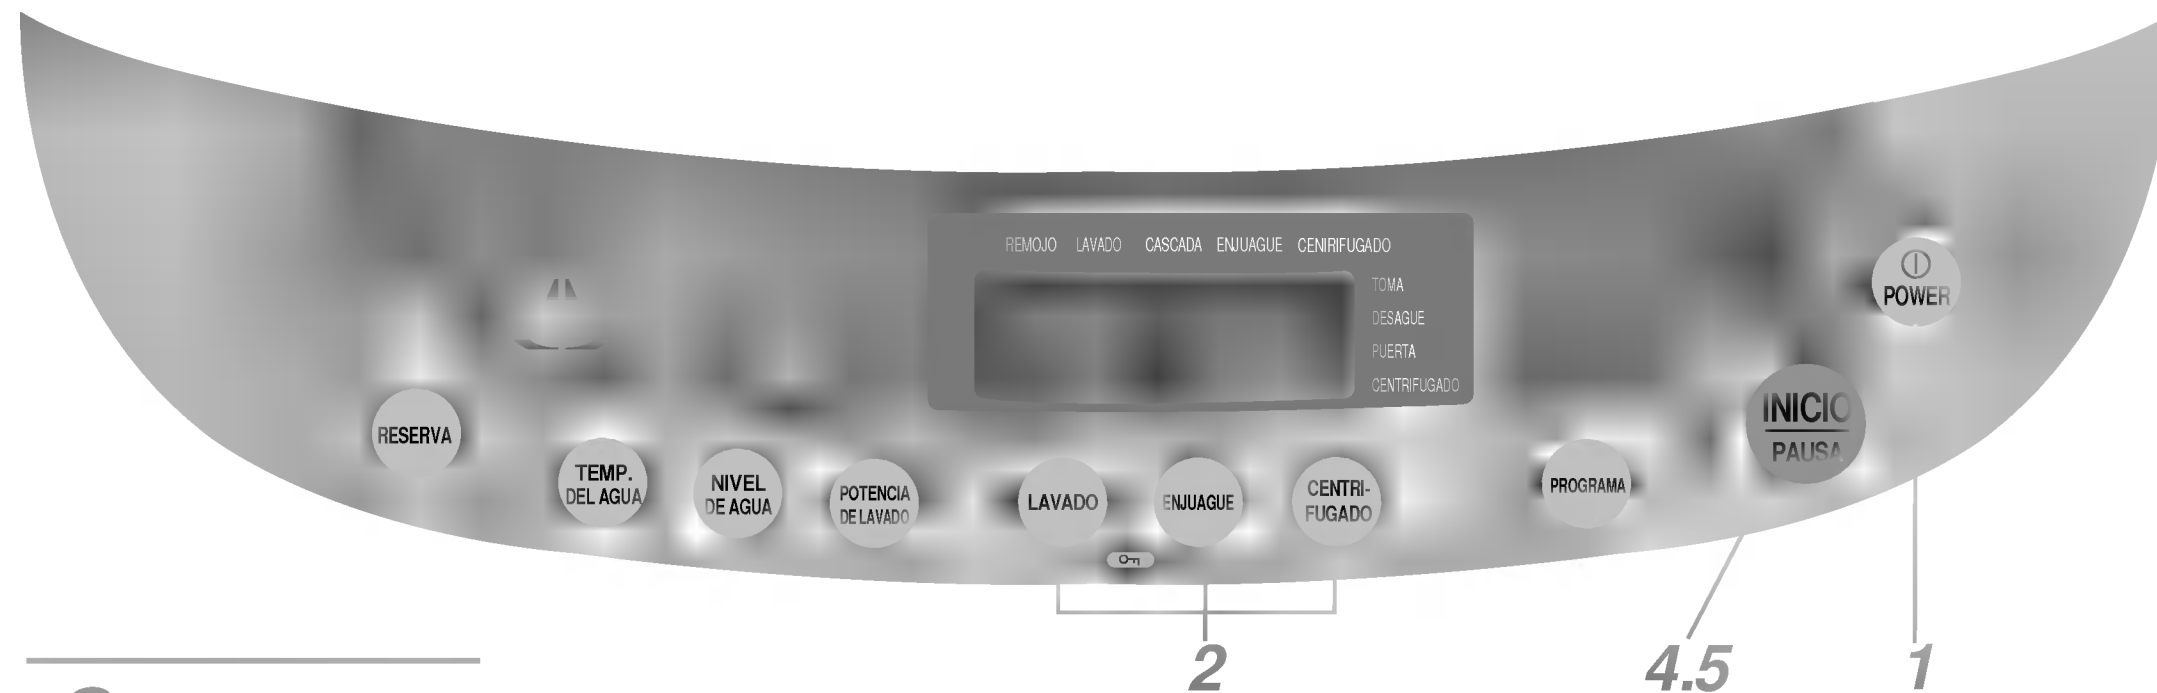 REMOJO LAVADO CASCADA ENJUAGUE CENIRIFUGADO
TOMA
DESAGUE
PUERTA
CENTRIFUGADO
POWER
INICIO
PAUSA
RESERVA
TEMP.
DEL AGUA
NIVEL
DE AGUA
POTENCIA
DE LAVADO
LAVADO
ENJUAGUE
CENTRI-
FUGADO
PROGRAMA
2
4.5
1